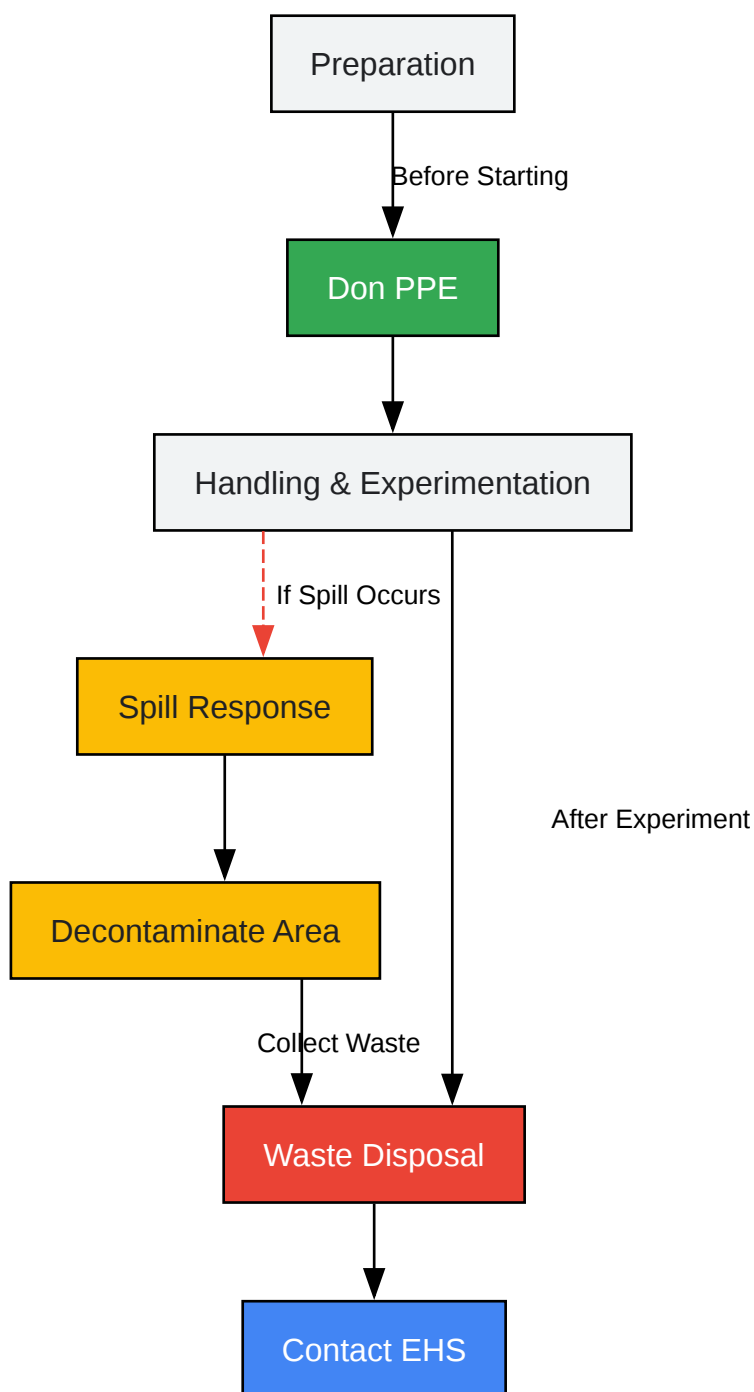 Preparation
Before Starting
Don PPE
Handling & Experimentation
If Spill Occurs
Spill Response
After Experiment
Decontaminate Area
Collect Waste
Waste Disposal
Contact EHS